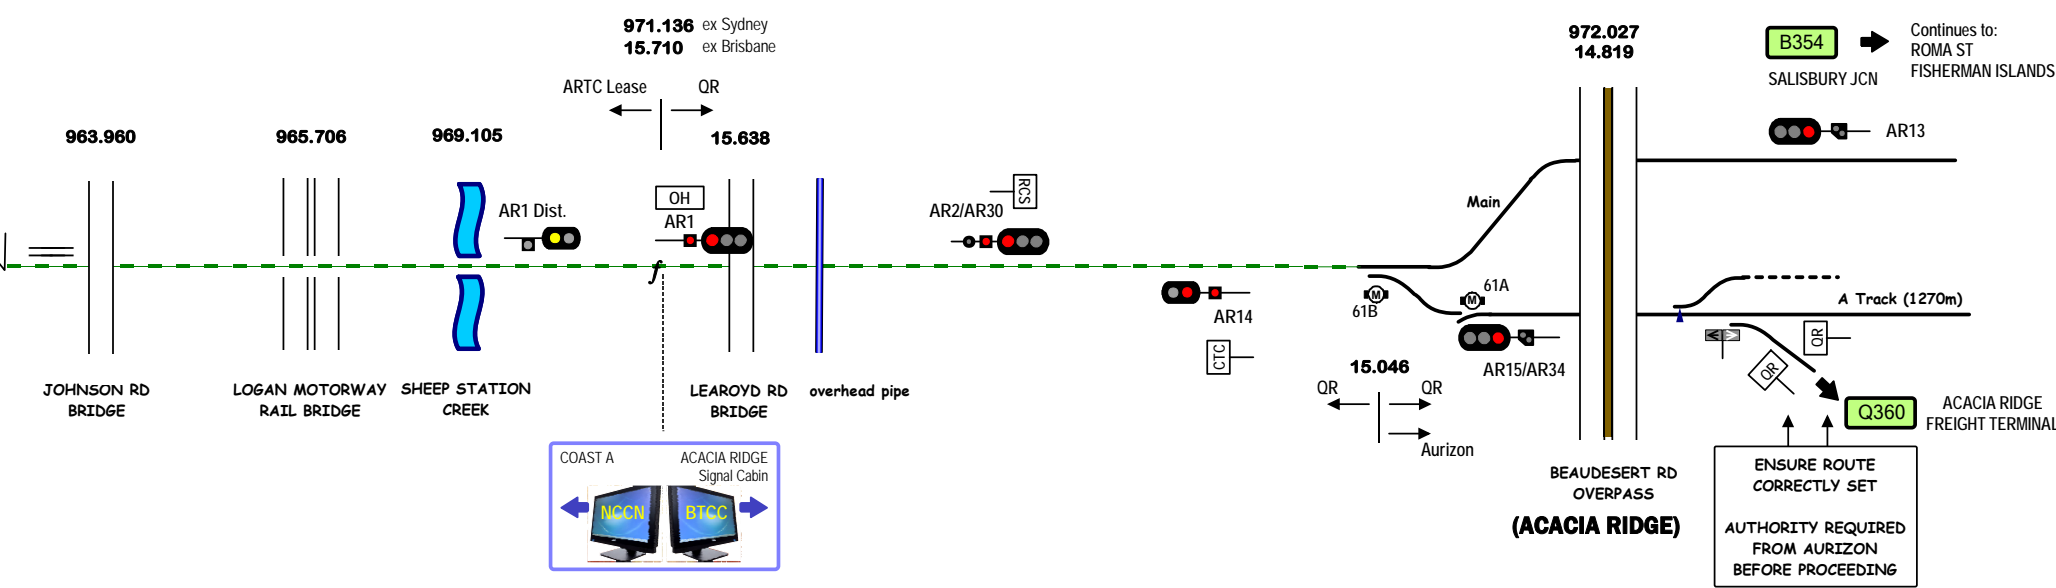 971.136 ex Sydney
15.710 ex Brisbane
ARTC Lease
QR
972.027
14.819
B354
SALISBURY JCN
Continues to:
ROMA ST
FISHERMAN ISLANDS
963.960
965.706
969.105
15.638
AR13
AR1 Dist.
OH
AR1
AR2/AR30
RCS
Main
61A
61B
A Track (1270m)
AR14
CTC
AR15/AR34
QR
QR
15.046
QR
QR
Aurizon
JOHNSON RD
BRIDGE
LOGAN MOTORWAY
RAIL BRIDGE
SHEEP STATION
CREEK
LEAROYD RD
BRIDGE
overhead pipe
Q360
ACACIA RIDGE
FREIGHT TERMINAL
M
M
COAST A
ACACIA RIDGE
Signal Cabin
NCCN
BTCC
BEAUDESERT RD
OVERPASS
(ACACIA RIDGE)
ENSURE ROUTE
CORRECTLY SET
AUTHORITY REQUIRED
FROM AURIZON
BEFORE PROCEEDING